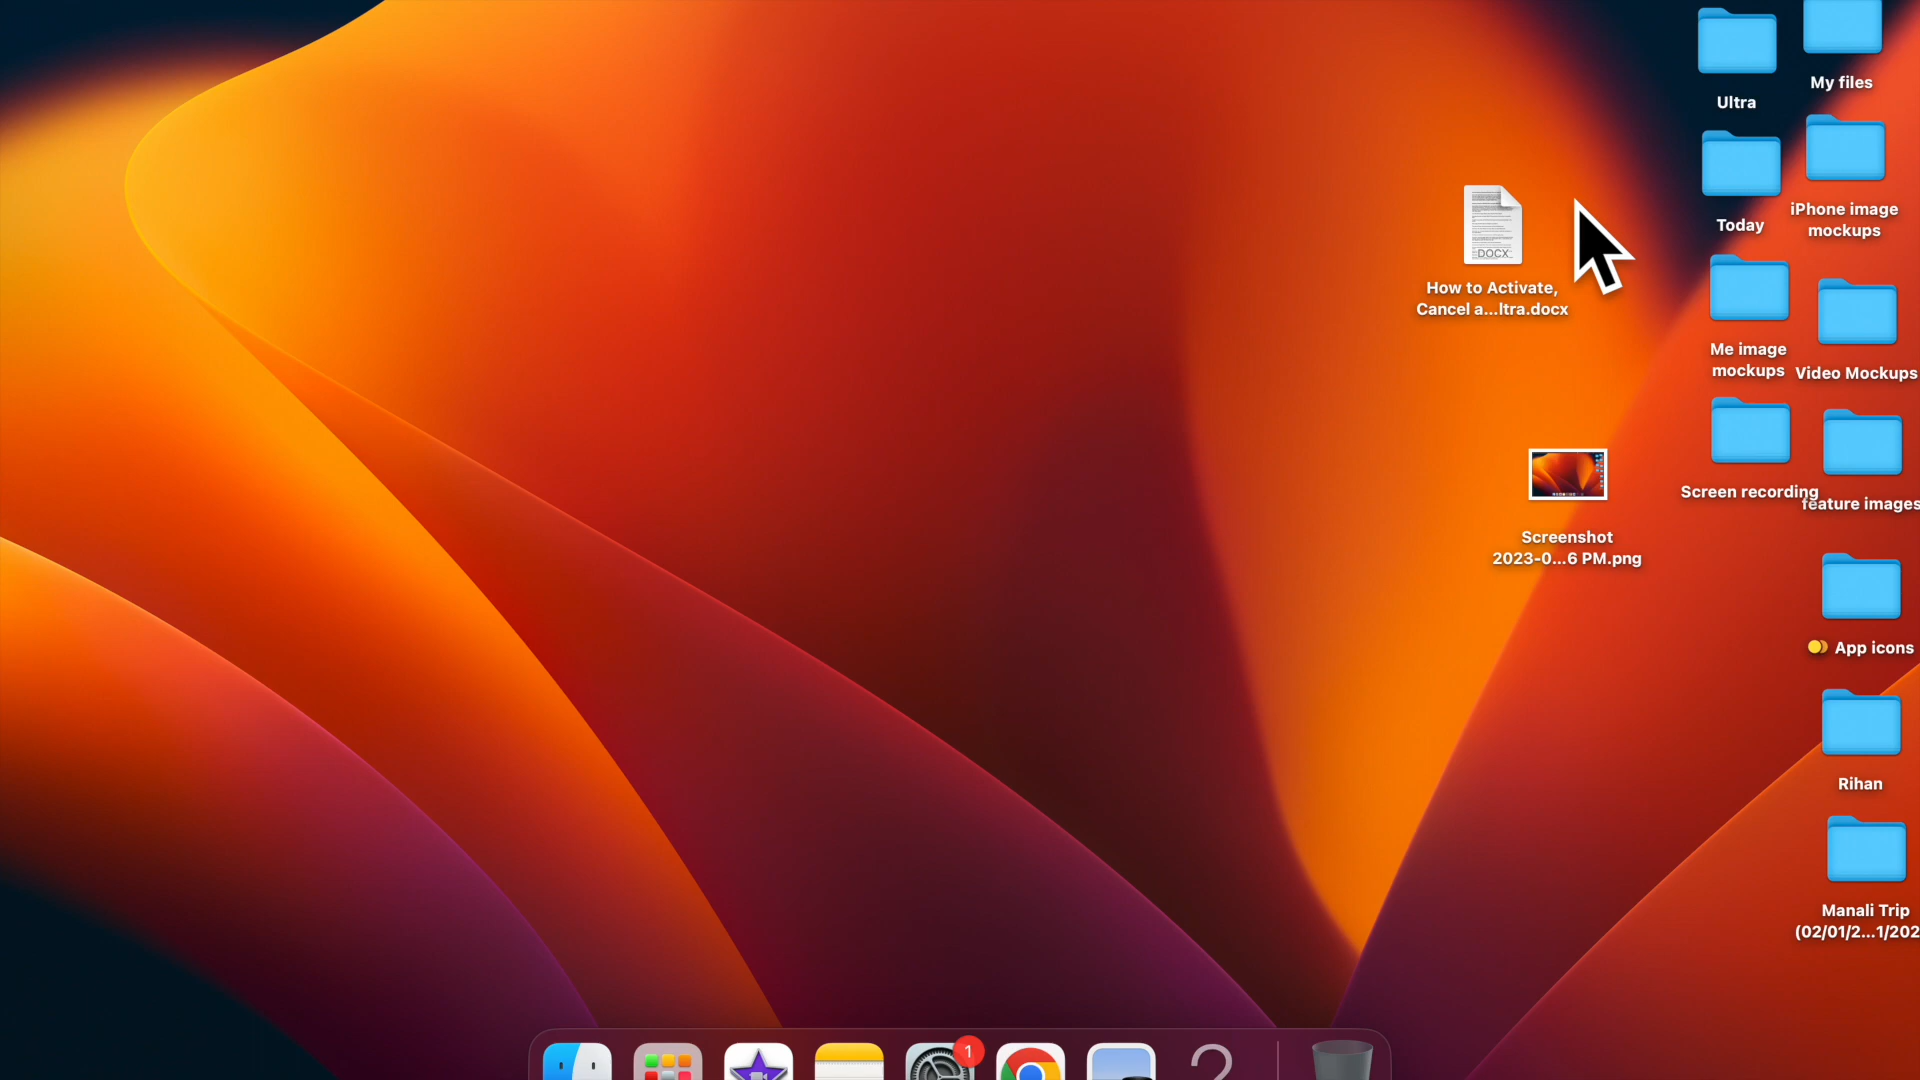 My files
Ultra
iPhone image
mockups
Today
DOCX
How to Activate,
Cancel a...ltra.docx
Me image
mockups
Video Mockups
Screen recording
feature images
Screenshot
2023-0...6 PM.png
App icons
Rihan
Manali Trip
(02/01/2...1/202
1
?